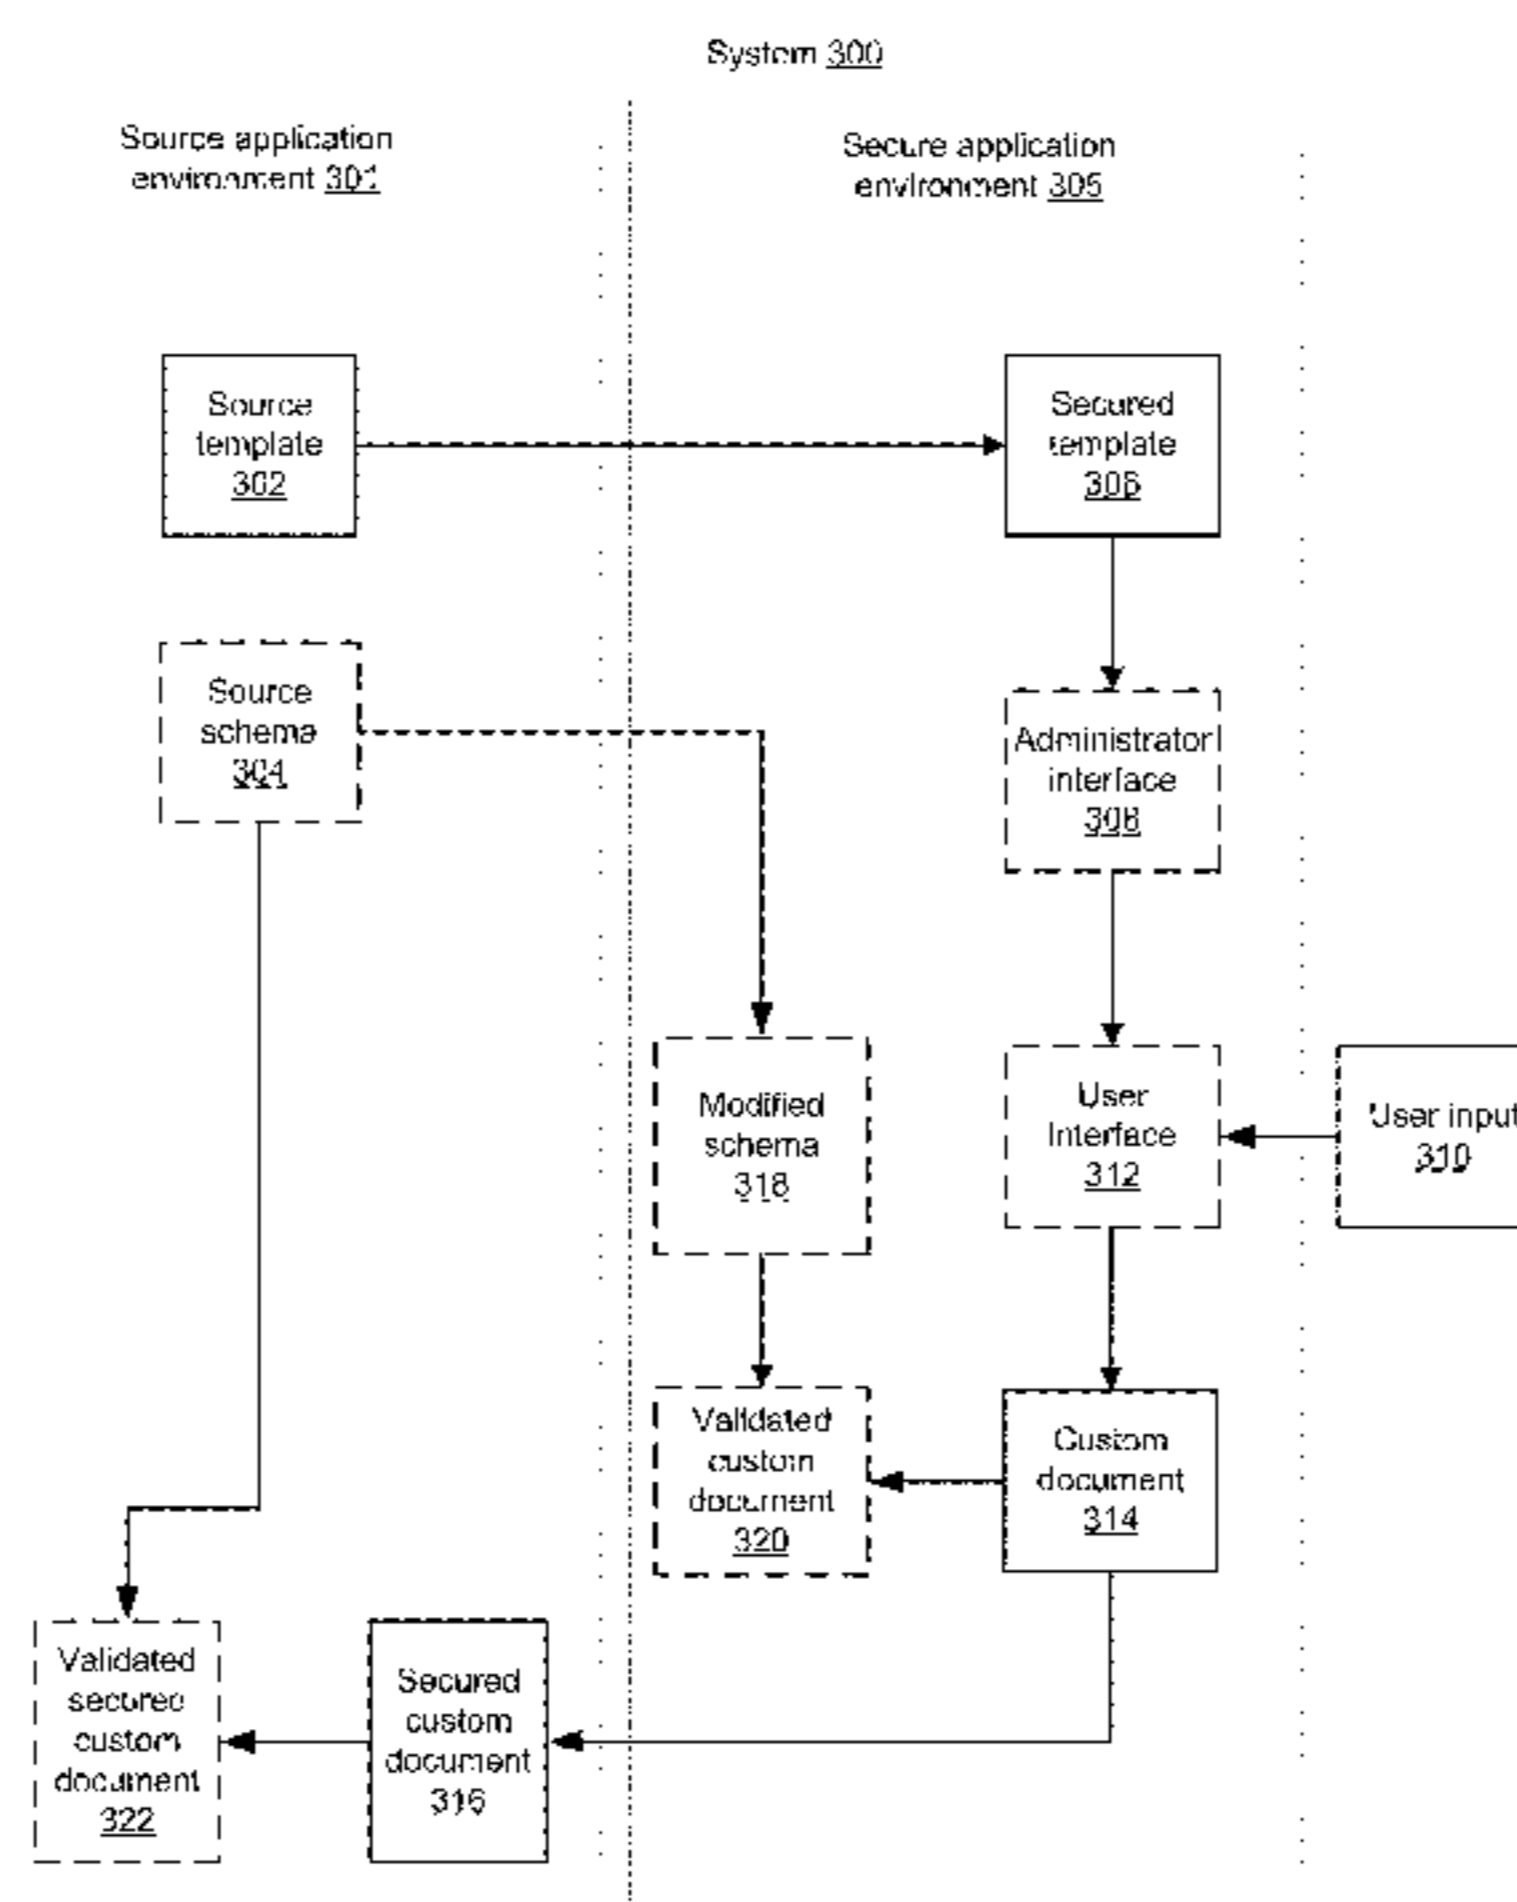 System 300
Source application
environment 301
Secure application
environment 305
Source
template
302
Secured
template
306
Source
schema
304
Administrator
interface
308
Modified
schema
318
User
Interface
312
User input
310
Validated
custom
document
320
Custom
document
314
Validated
secured
custom
document
322
Secured
custom
document
316